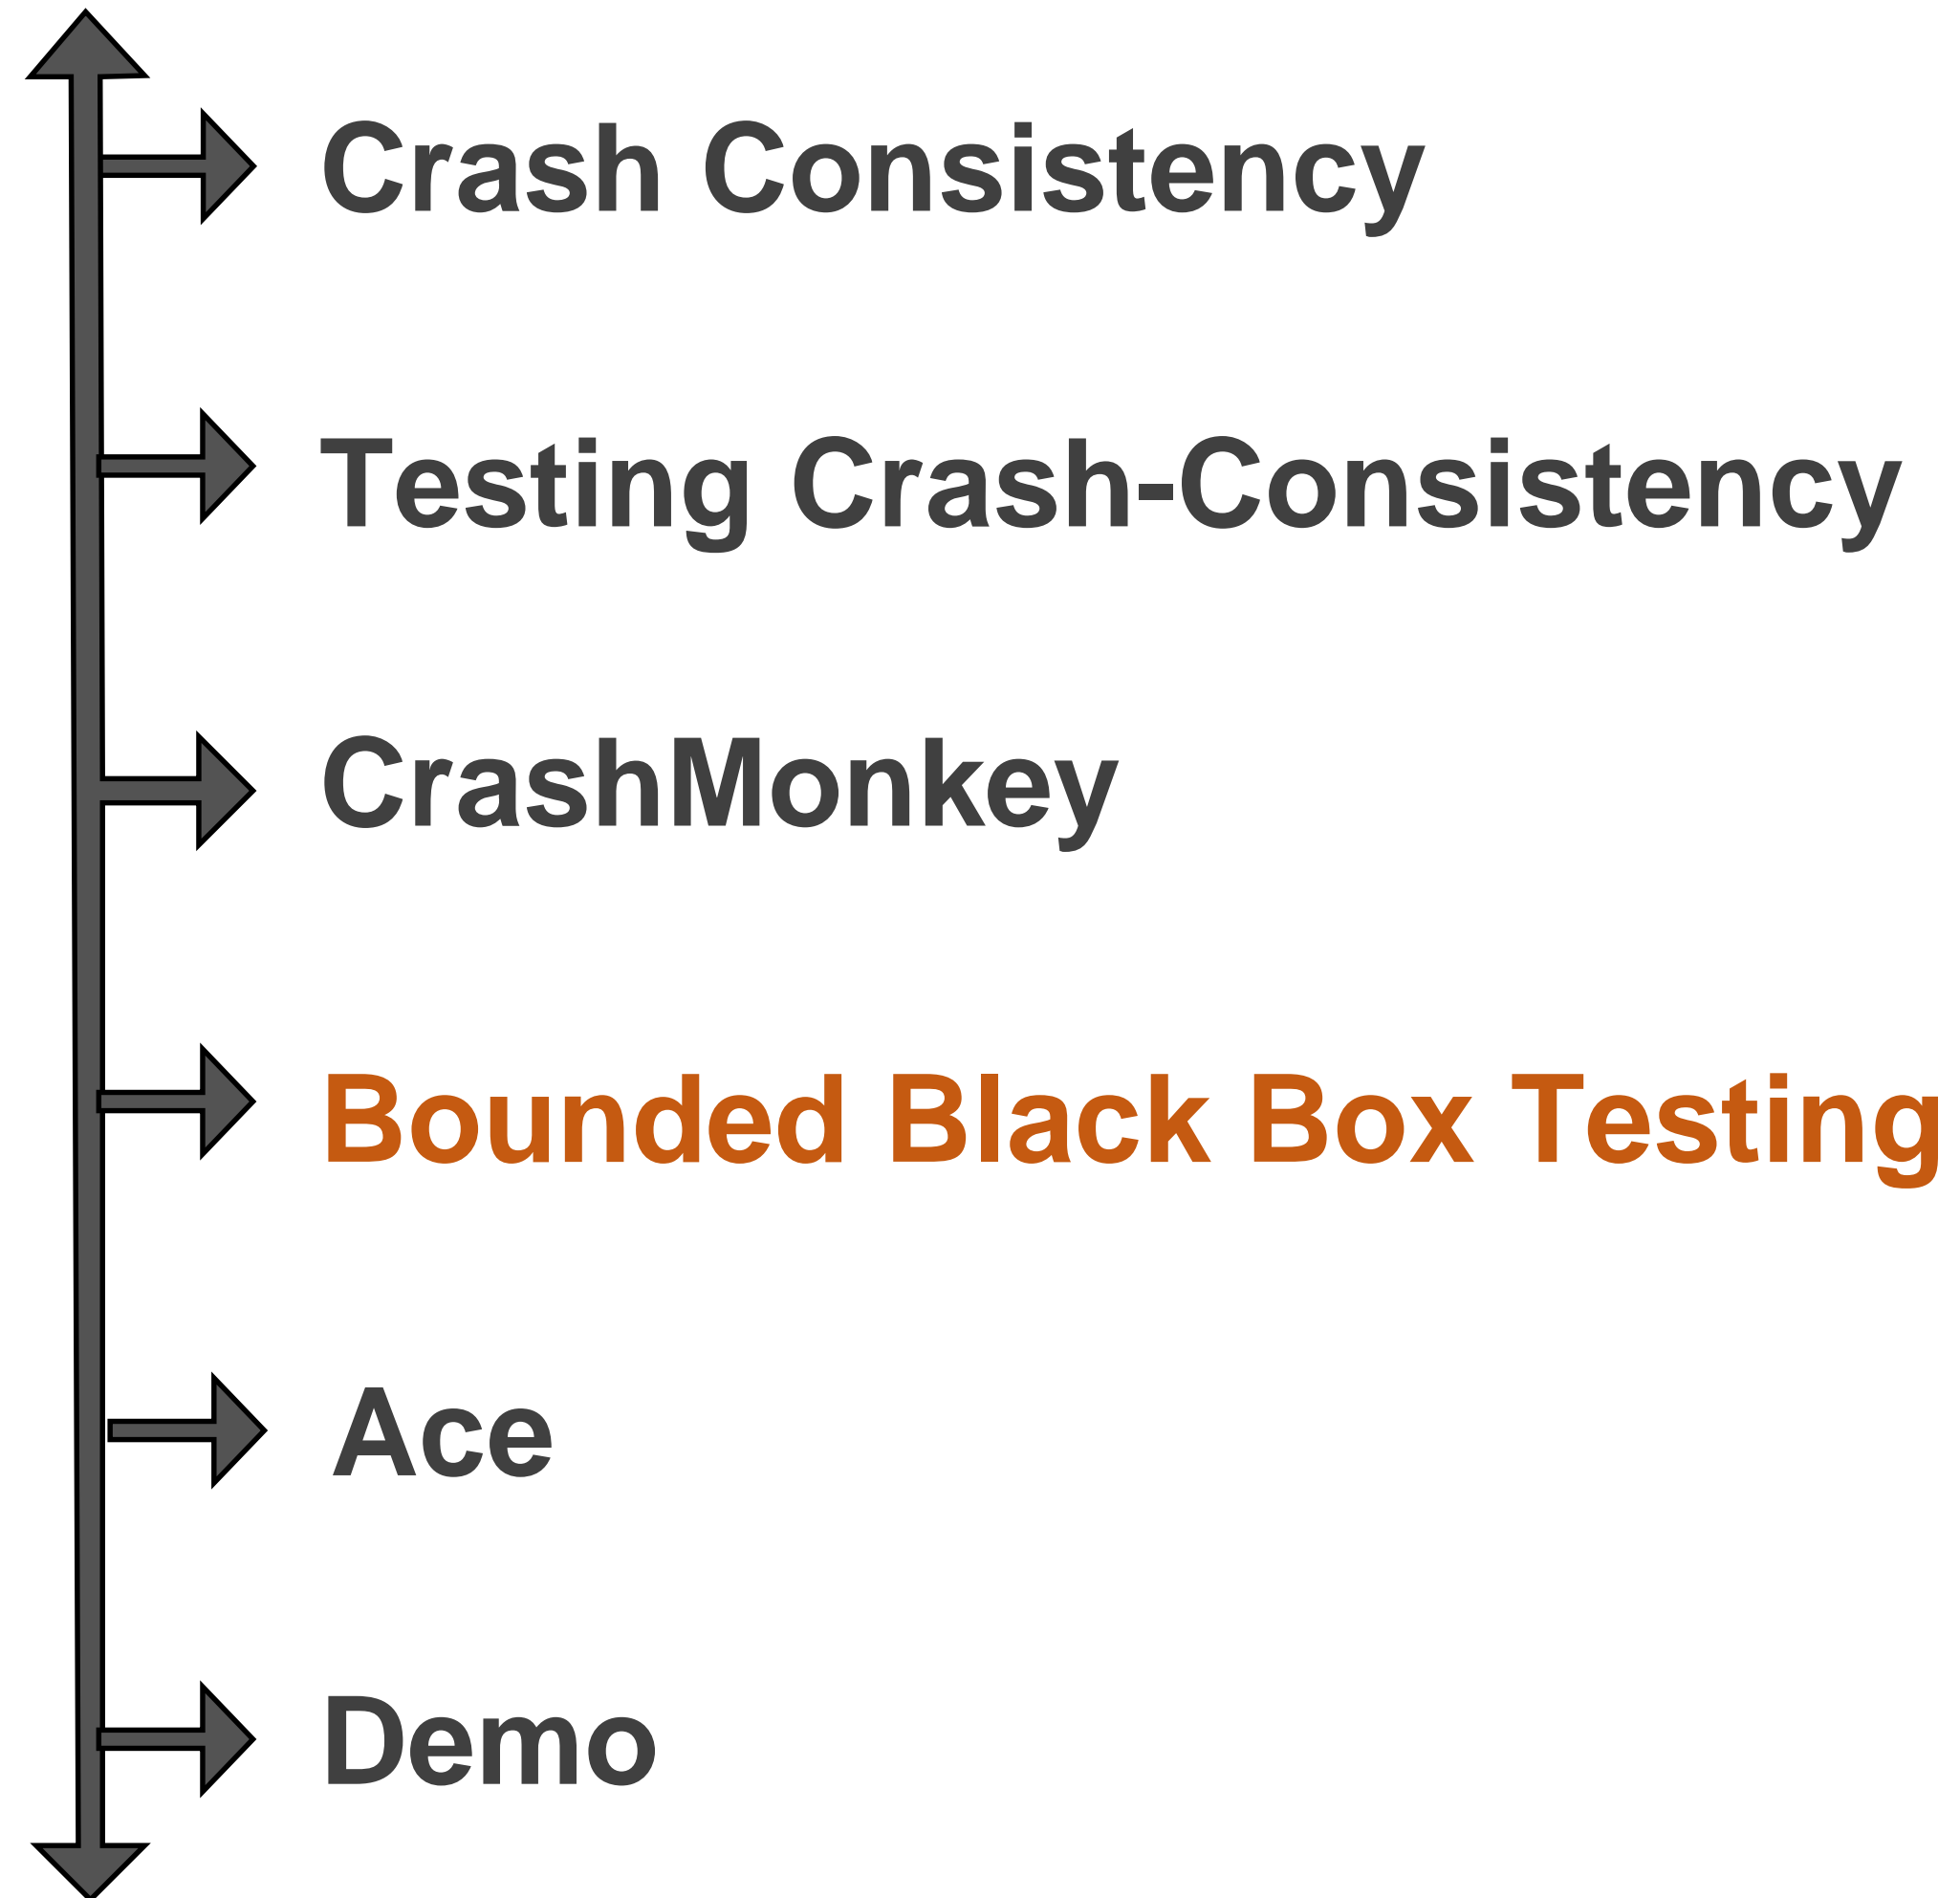 Crash Consistency
Testing Crash-Consistency
CrashMonkey
Bounded Black Box Testing
Ace
Demo